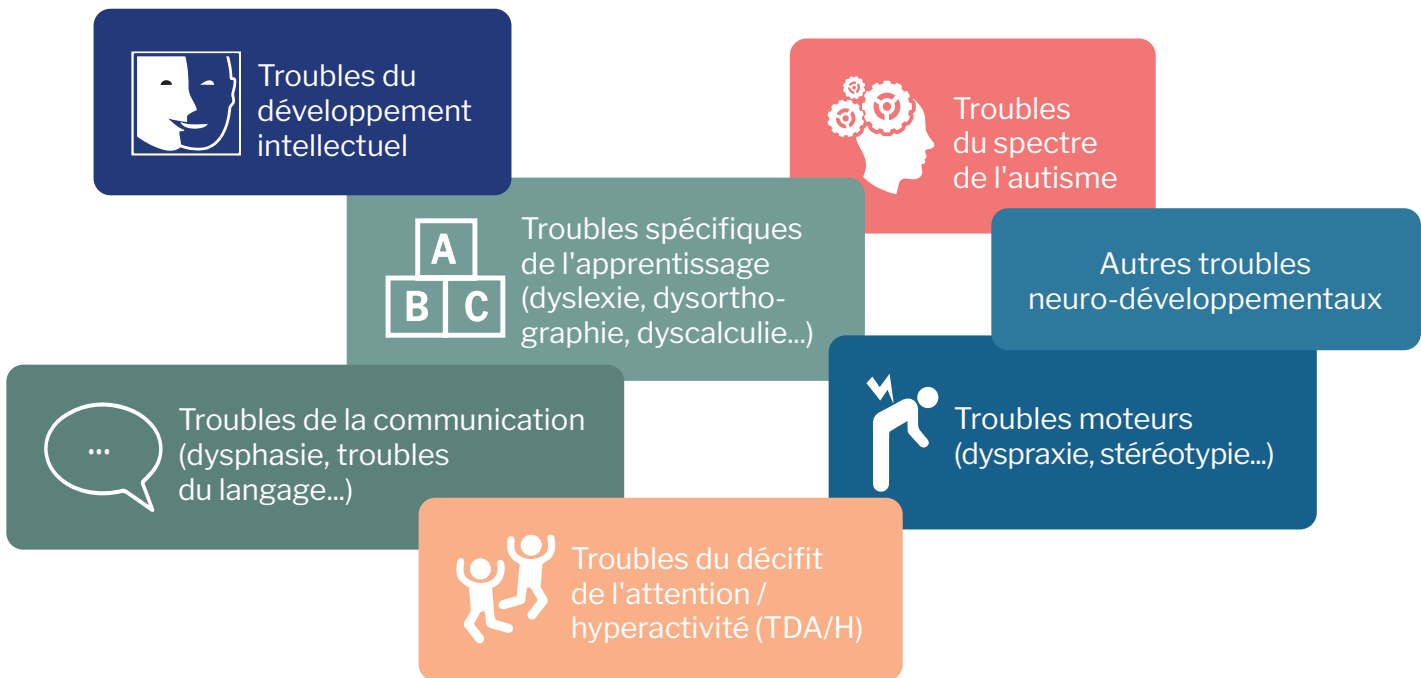 Troubles du
développement
intellectuel
Troubles
du spectre
de l'autisme
A
B C
Troubles spécifiques
de l'apprentissage
(dyslexie, dysortho-
graphie, dyscalculie...)
Autres troubles
neuro-développementaux
...
Troubles de la communication
(dysphasie, troubles
du langage...)
Troubles moteurs
(dyspraxie, stéréotypie...)
Troubles du décifit
de l'attention /
hyperactivité (TDA/H)